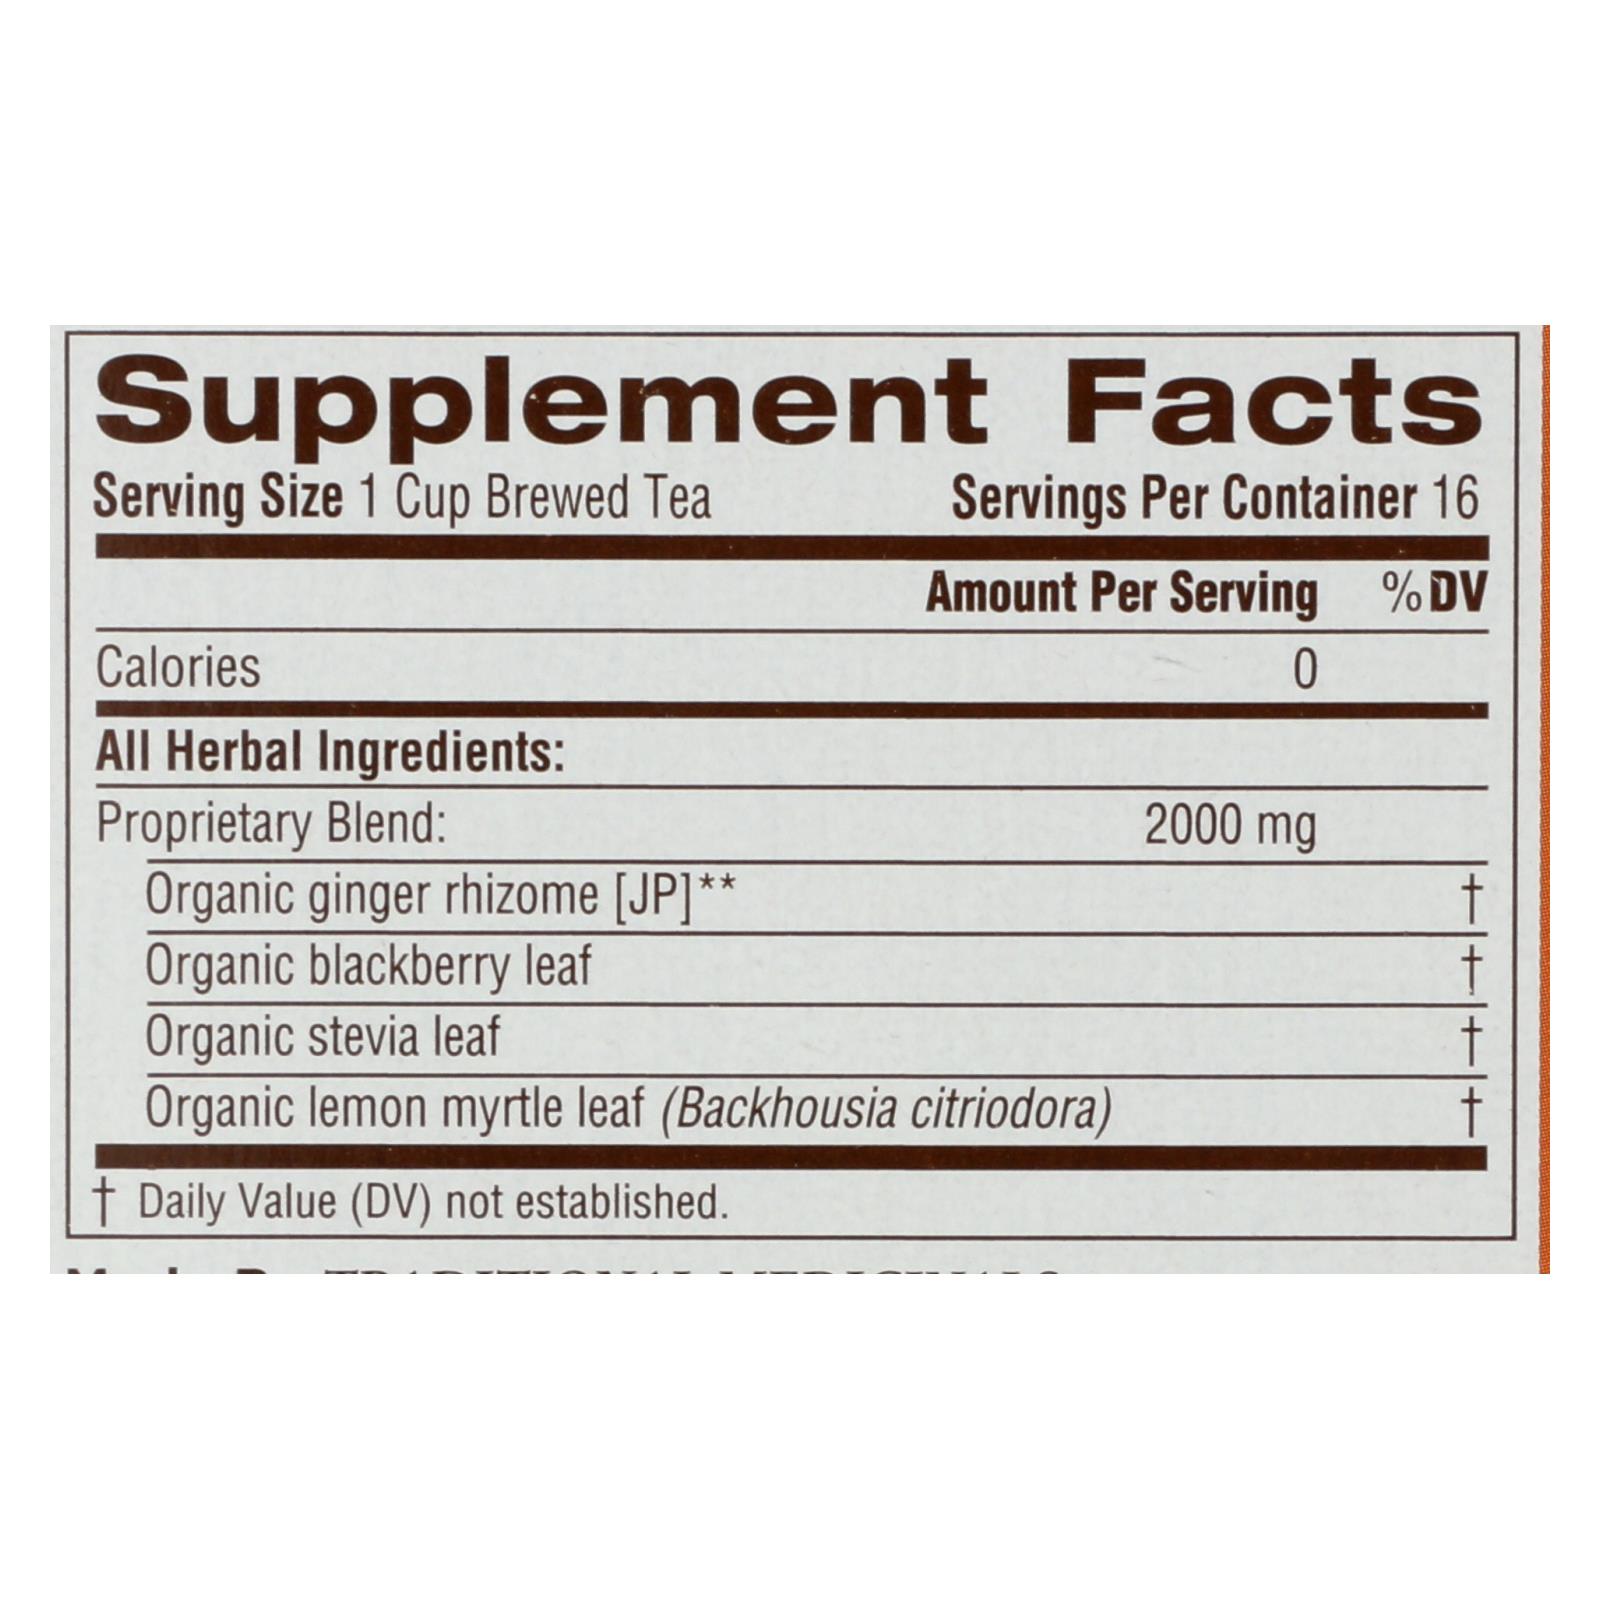 Supplement Facts
Serving Size 1 Cup Brewed Tea Servings Per Container 16
Amount Per Serving %DV
Calories 0
All Herbal Ingredients:
Proprietary Blend: 2000 mg
Organic ginger rhizome [JP]** †
Organic blackberry leaf †
Organic stevia leaf †
Organic lemon myrtle leaf (Backhousia citriodora) †
† Daily Value (DV) not established.